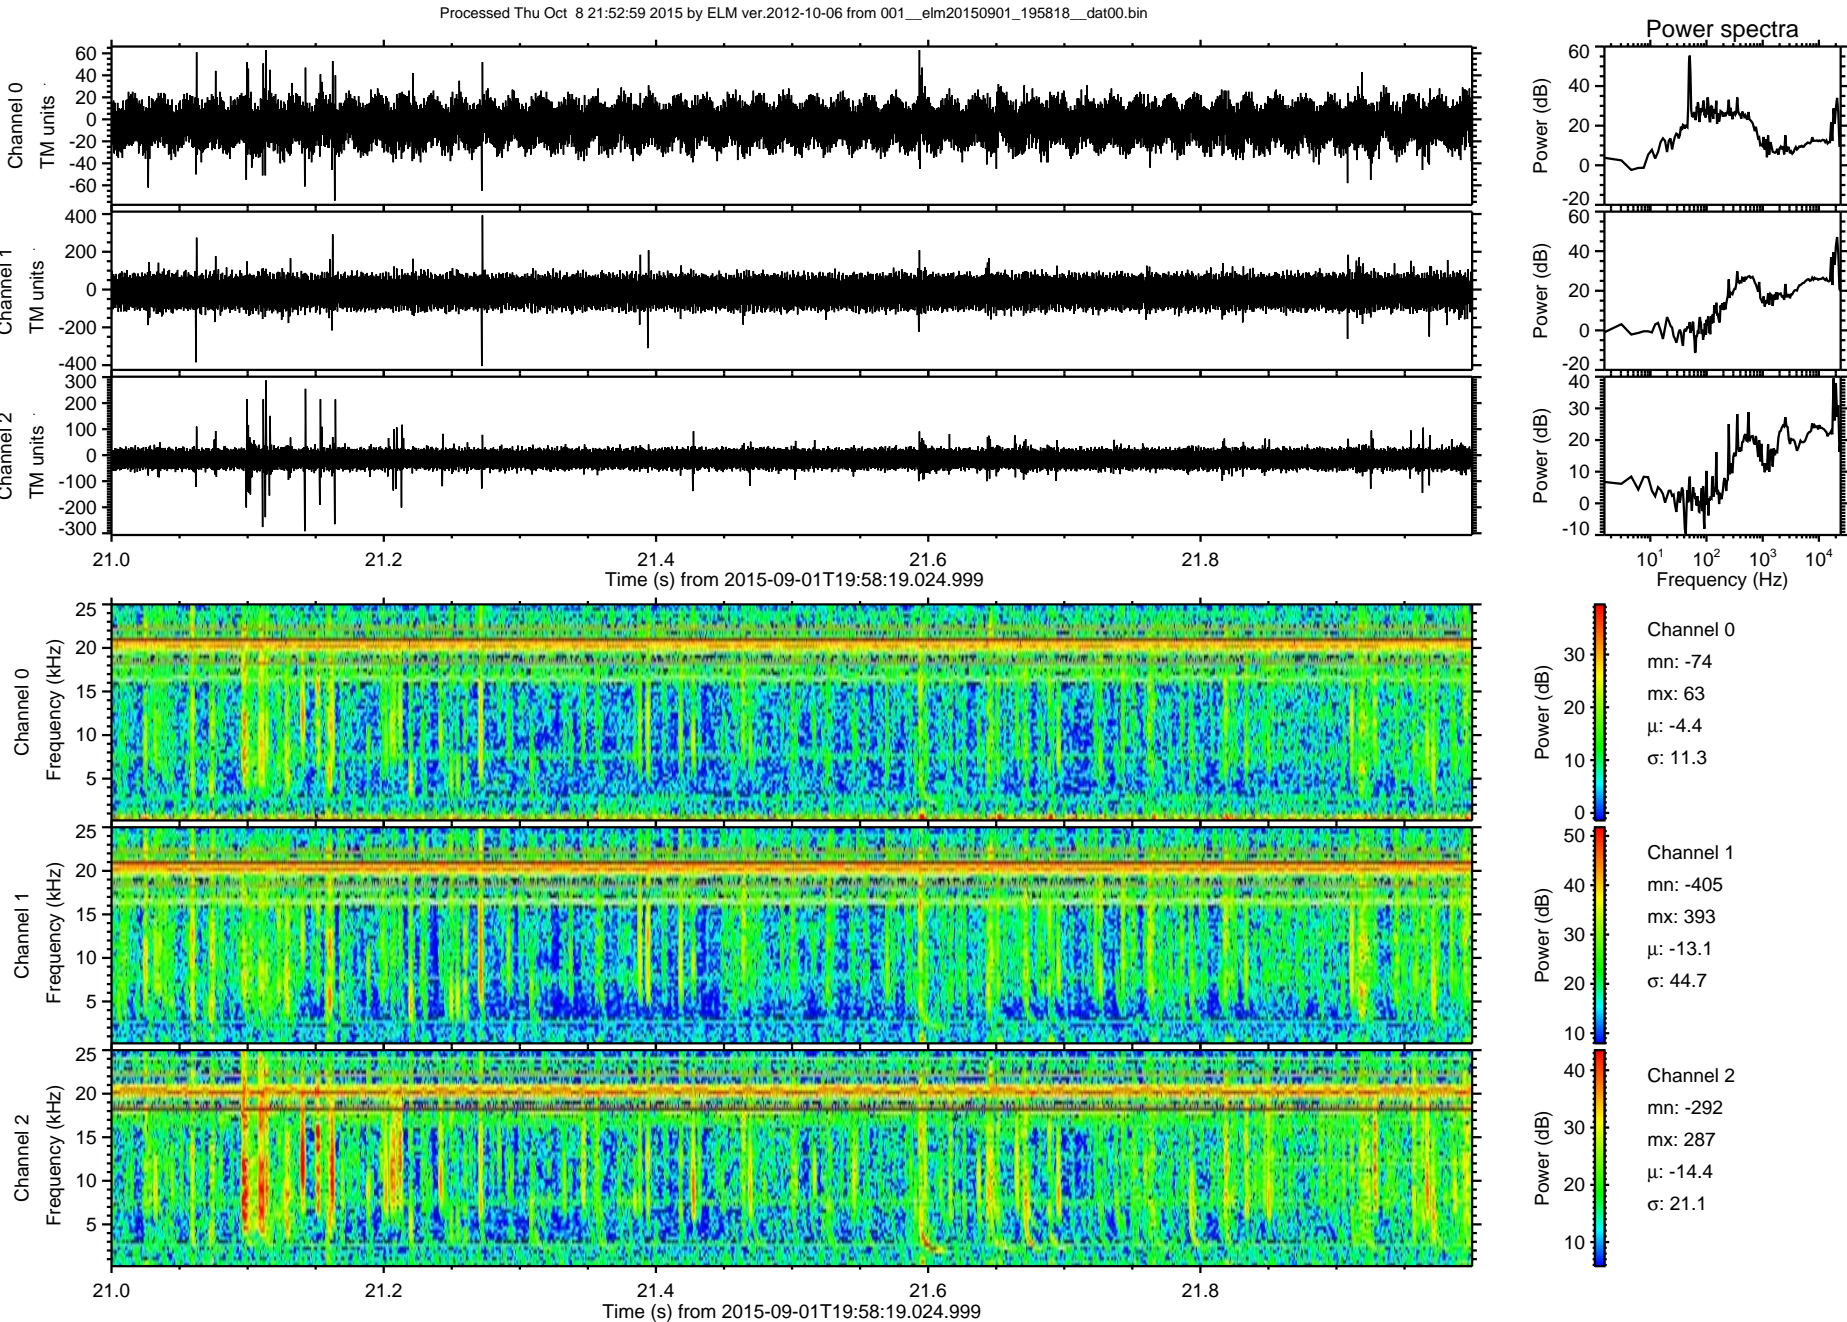 Processed Thu Oct 8 21:52:59 2015 by ELM ver.2012-10-06 from 001__elm20150901_195818__dat00.bin
Power spectra
Channel 0
TM units
60
40
20
0
-20
-40
-60
Power (dB)
60
40
20
0
-20
Channel 1
TM units
400
200
0
-200
-400
Power (dB)
60
40
20
0
-20
Channel 2
TM units
300
200
100
0
-100
-200
-300
Power (dB)
40
30
20
10
0
-10
21.0 21.2 21.4 21.6 21.8
Time (s) from 2015-09-01T19:58:19.024.999
10^1 10^2 10^3 10^4
Frequency (Hz)
Channel 0
Frequency (kHz)
25
20
15
10
5
Power (dB)
30
20
10
0
Channel 0
mn: -74
mx: 63
μ: -4.4
σ: 11.3
Channel 1
Frequency (kHz)
25
20
15
10
5
Power (dB)
50
40
30
20
10
Channel 1
mn: -405
mx: 393
μ: -13.1
σ: 44.7
Channel 2
Frequency (kHz)
25
20
15
10
5
Power (dB)
40
30
20
10
Channel 2
mn: -292
mx: 287
μ: -14.4
σ: 21.1
21.0 21.2 21.4 21.6 21.8
Time (s) from 2015-09-01T19:58:19.024.999